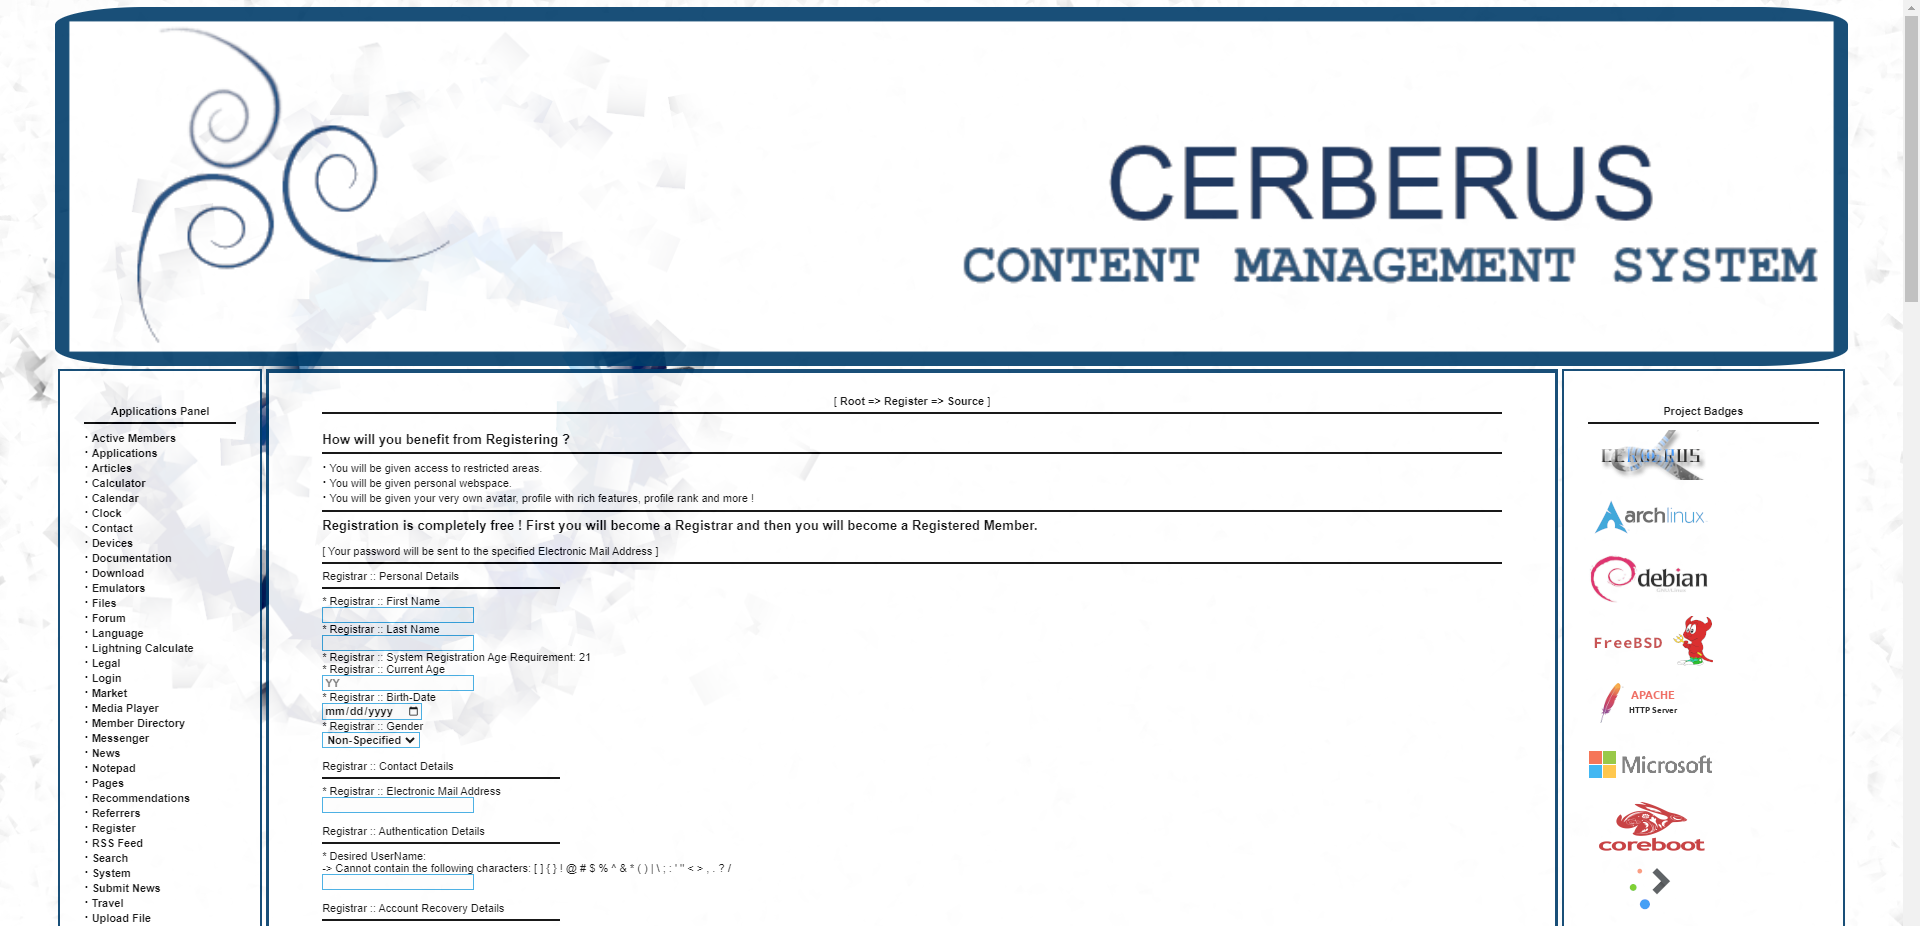 CERBERUS
CONTENT MANAGEMENT SYSTEM
Applications Panel
· Active Members
· Applications
· Articles
· Calculator
· Calendar
· Clock
· Contact
· Devices
· Documentation
· Download
· Emulators
· Files
· Forum
· Language
· Lightning Calculate
· Legal
· Login
· Market
· Media Player
· Member Directory
· Messenger
· News
· Notepad
· Pages
· Recommendations
· Referrers
· Register
· RSS Feed
· Search
· System
· Submit News
· Travel
· Upload File
[ Root => Register => Source ]
How will you benefit from Registering ?
· You will be given access to restricted areas.
· You will be given personal webspace.
· You will be given your very own avatar, profile with rich features, profile rank and more !
Registration is completely free ! First you will become a Registrar and then you will become a Registered Member.
[ Your password will be sent to the specified Electronic Mail Address ]
Registrar :: Personal Details
* Registrar :: First Name
* Registrar :: Last Name
* Registrar :: System Registration Age Requirement: 21
* Registrar :: Current Age
YY
* Registrar :: Birth-Date
mm/dd/yyyy
* Registrar :: Gender
Non-Specified
Registrar :: Contact Details
* Registrar :: Electronic Mail Address
Registrar :: Authentication Details
* Desired UserName:
-> Cannot contain the following characters: [ ] { } ! @ # $ % ^ & * ( ) | \ ; : ' " < > , . ? /
Registrar :: Account Recovery Details
Project Badges
CERBERUS
archlinux
debian
FreeBSD
APACHE
HTTP Server
Microsoft
coreboot